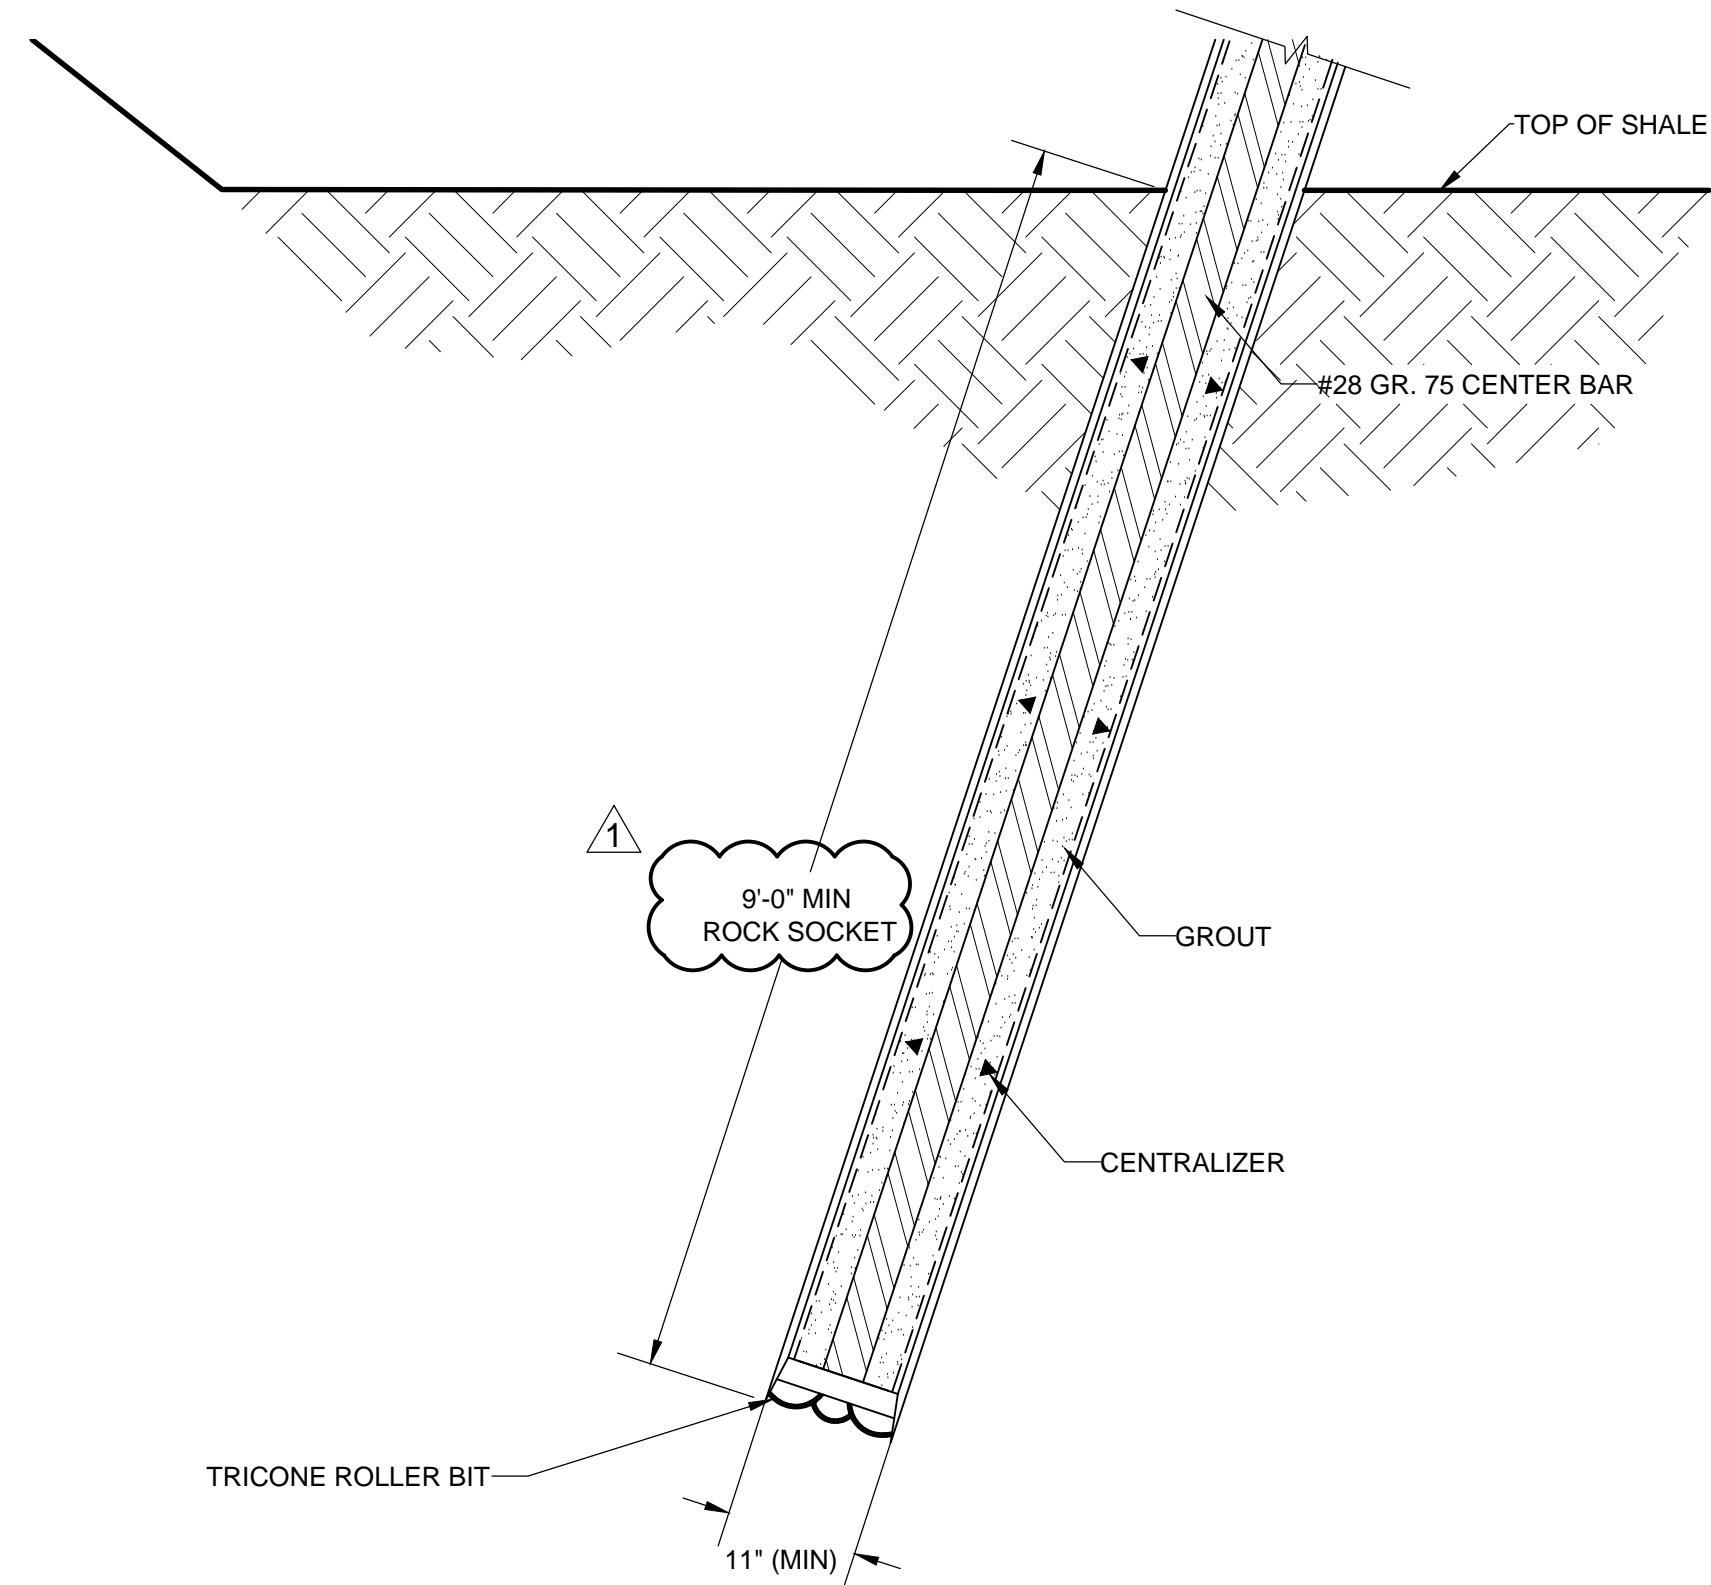 TOP OF SHALE
#28 GR. 75 CENTER BAR
1
9'-0" MIN
ROCK SOCKET
GROUT
CENTRALIZER
TRICONE ROLLER BIT
11" (MIN)